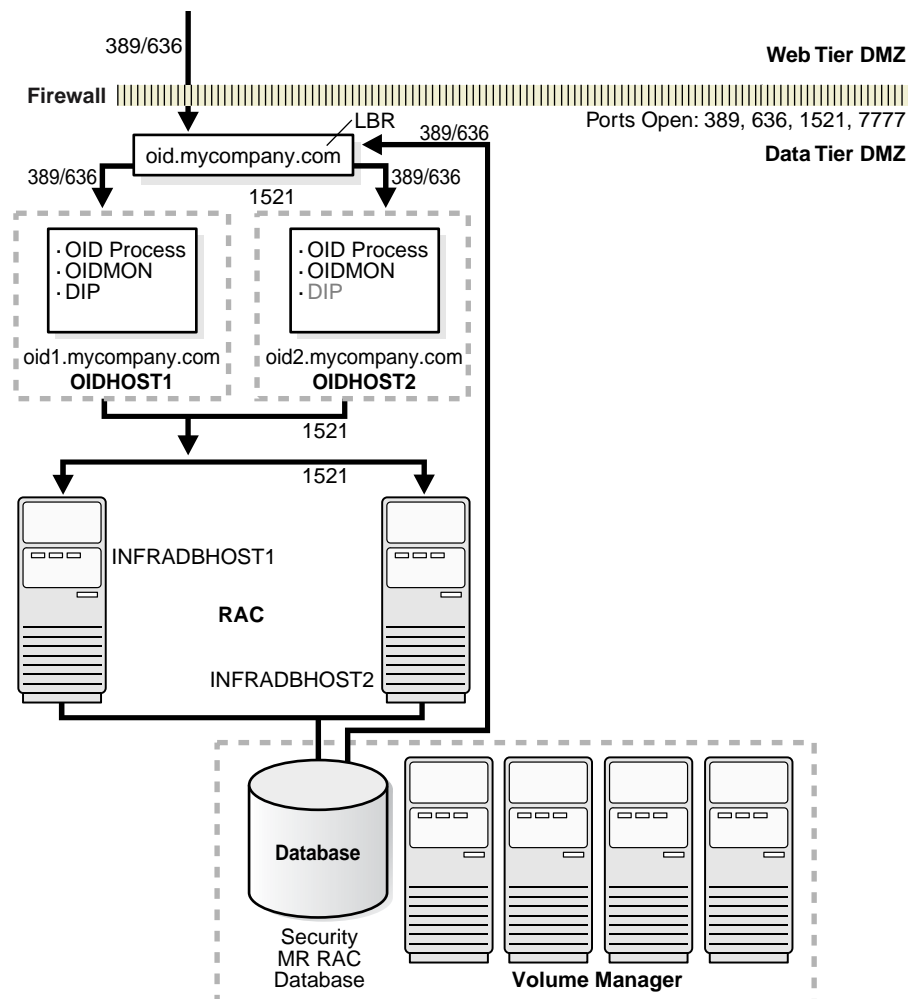 389/636
Web Tier DMZ
Firewall
Ports Open: 389, 636, 1521, 7777
Data Tier DMZ
LBR
389/636
oid.mycompany.com
389/636
389/636
1521
· OID Process
· OIDMON
· DIP
oid1.mycompany.com
OIDHOST1
· OID Process
· OIDMON
· DIP
oid2.mycompany.com
OIDHOST2
1521
1521
INFRADBHOST1
RAC
INFRADBHOST2
Database
Security
MR RAC
Database
Volume Manager